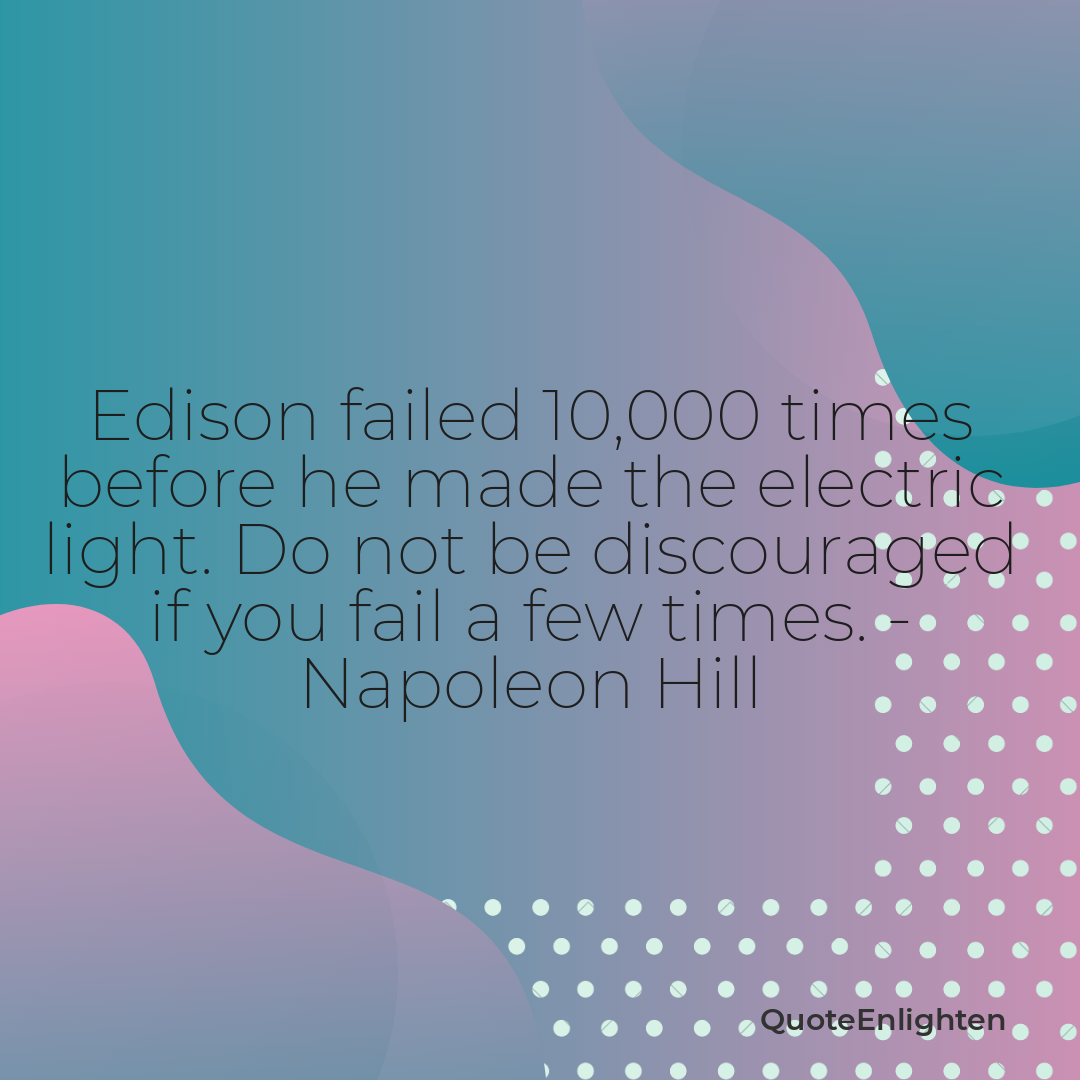 Edison failed 10,000 times
before he made the electric
light. Do not be discouraged
if you fail a few times. -
Napoleon Hill
QuoteEnlighten